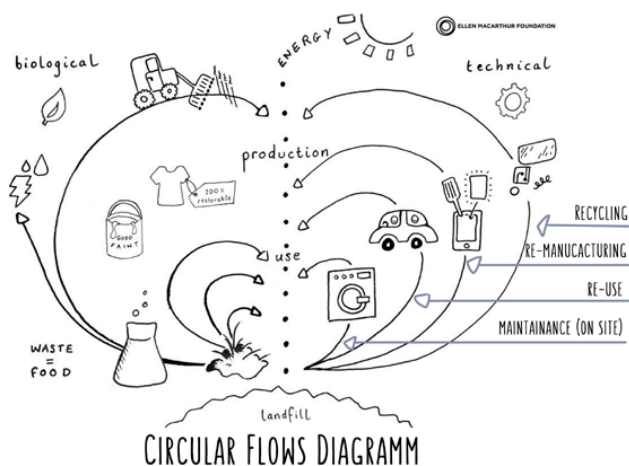 ELLEN MACARTHUR FOUNDATION
ENERGY
biological
technical
production
100%
restorable
GOOD
PAINT
RECYCLING
RE-MANUCACTURING
use
RE-USE
MAINTAINANCE (ON SITE)
WASTE
=
FOOD
landfill
CIRCULAR FLOWS DIAGRAMM